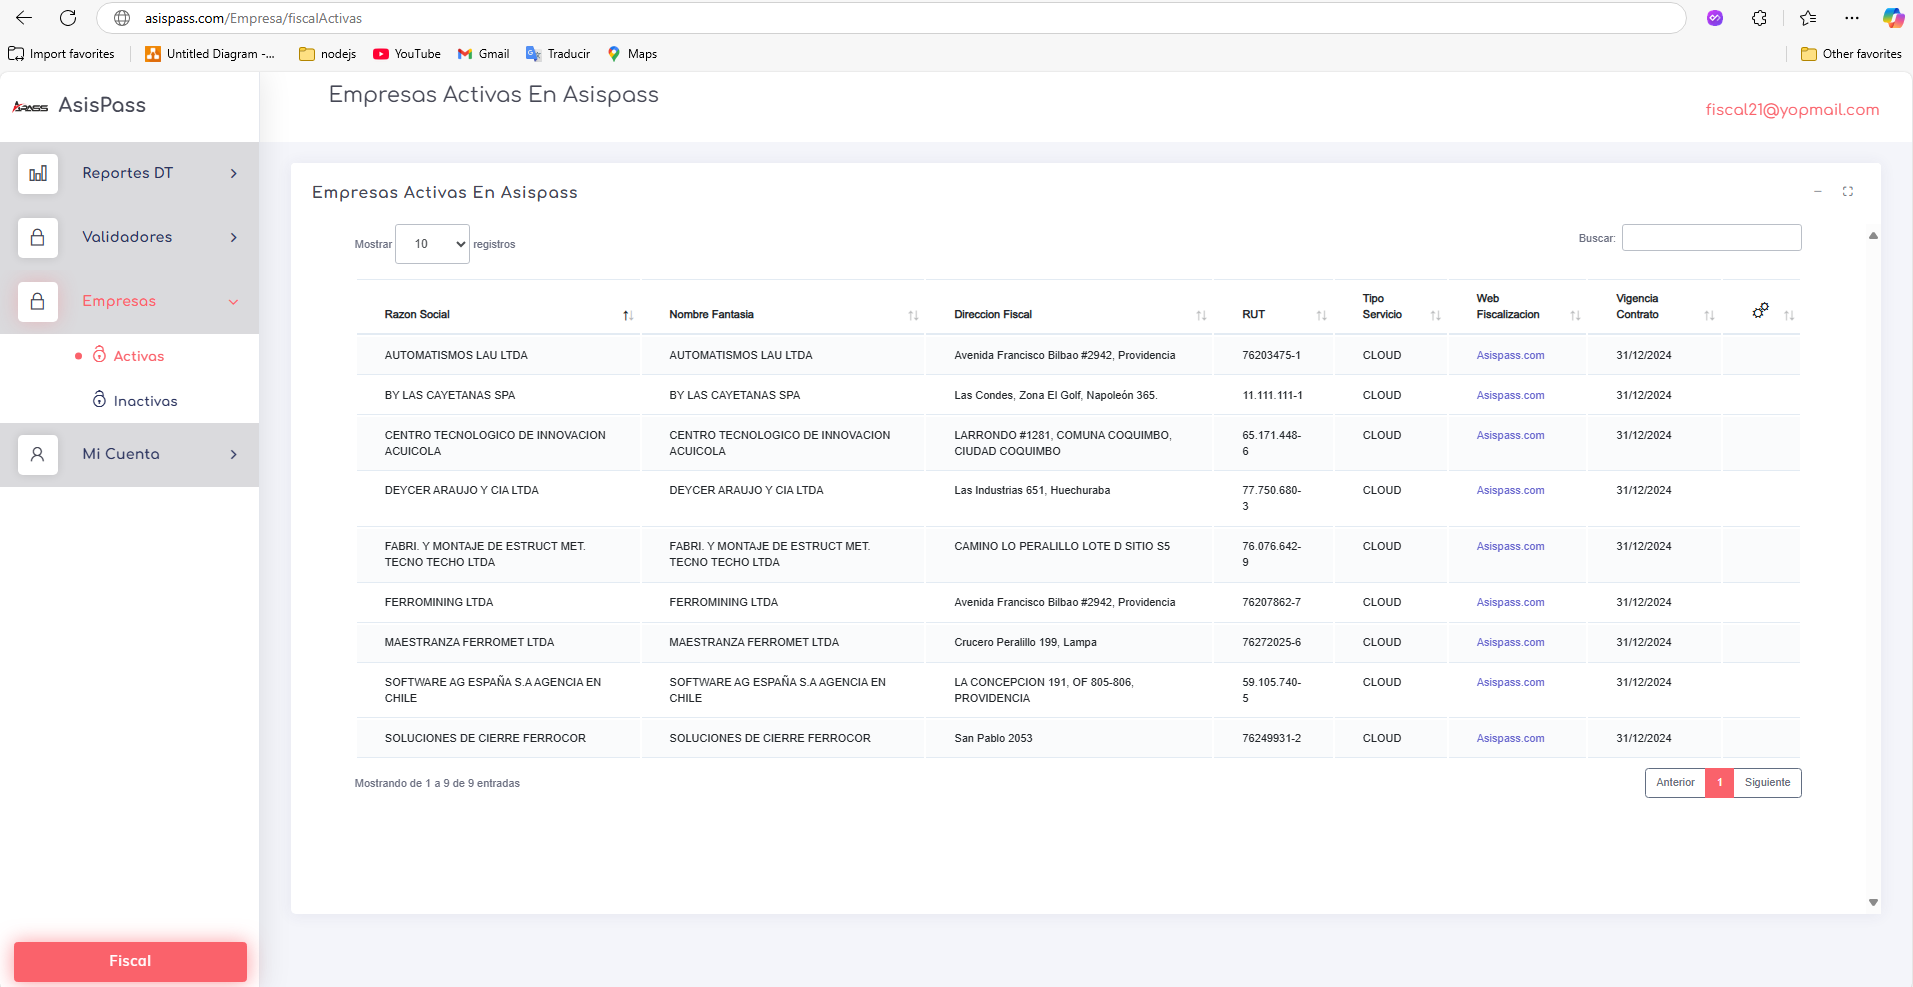 asispass.com/Empresa/fiscalActivas
Import favorites
Untitled Diagram -...
nodejs
YouTube
Gmail
Traducir
Maps
Other favorites
AsisPass
Empresas Activas En Asispass
fiscal21@yopmail.com
Reportes DT
Validadores
Empresas
Activas
Inactivas
Mi Cuenta
Fiscal
Empresas Activas En Asispass
Mostrar 10 registros
Buscar:
Razon Social Nombre Fantasia Direccion Fiscal RUT Tipo Servicio Web Fiscalizacion Vigencia Contrato
AUTOMATISMOS LAU LTDA AUTOMATISMOS LAU LTDA Avenida Francisco Bilbao #2942, Providencia 76203475-1 CLOUD Asispass.com 31/12/2024
BY LAS CAYETANAS SPA BY LAS CAYETANAS SPA Las Condes, Zona El Golf, Napoleón 365. 11.111.111-1 CLOUD Asispass.com 31/12/2024
CENTRO TECNOLOGICO DE INNOVACION CENTRO TECNOLOGICO DE INNOVACION LARRONDO #1281, COMUNA COQUIMBO, 65.171.448- CLOUD Asispass.com 31/12/2024
ACUICOLA ACUICOLA CIUDAD COQUIMBO 6
DEYCER ARAUJO Y CIA LTDA DEYCER ARAUJO Y CIA LTDA Las Industrias 651, Huechuraba 77.750.680- CLOUD Asispass.com 31/12/2024
3
FABRI. Y MONTAJE DE ESTRUCT MET. FABRI. Y MONTAJE DE ESTRUCT MET. CAMINO LO PERALILLO LOTE D SITIO S5 76.076.642- CLOUD Asispass.com 31/12/2024
TECNO TECHO LTDA TECNO TECHO LTDA 9
FERROMINING LTDA FERROMINING LTDA Avenida Francisco Bilbao #2942, Providencia 76207862-7 CLOUD Asispass.com 31/12/2024
MAESTRANZA FERROMET LTDA MAESTRANZA FERROMET LTDA Crucero Peralillo 199, Lampa 76272025-6 CLOUD Asispass.com 31/12/2024
SOFTWARE AG ESPAÑA S.A AGENCIA EN SOFTWARE AG ESPAÑA S.A AGENCIA EN LA CONCEPCION 191, OF 805-806, 59.105.740- CLOUD Asispass.com 31/12/2024
CHILE CHILE PROVIDENCIA 5
SOLUCIONES DE CIERRE FERROCOR SOLUCIONES DE CIERRE FERROCOR San Pablo 2053 76249931-2 CLOUD Asispass.com 31/12/2024
Mostrando de 1 a 9 de 9 entradas
Anterior 1 Siguiente